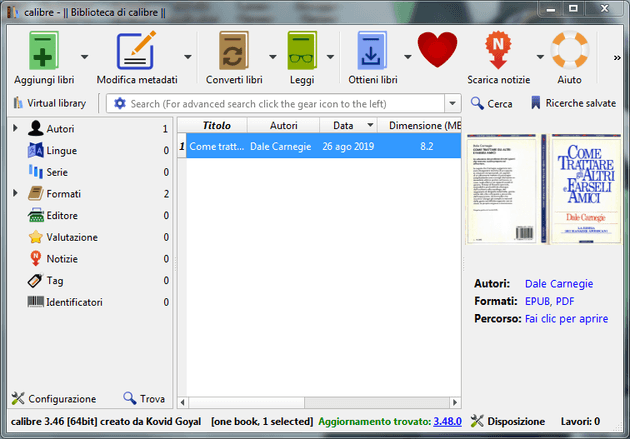 calibre - || Biblioteca di calibre ||
Aggiungi libri
Modifica metadati
Converti libri
Leggi
Ottieni libri
Scarica notizie
Aiuto
»
Virtual library
Search (For advanced search click the gear icon to the left)
Cerca
Ricerche salvate
Autori 1
Lingue 0
Serie 0
Formati 2
Editore 0
Valutazione 0
Notizie 0
Tag 0
Identificatori 0
Titolo Autori Data Dimensione (MB
1 Come tratt... Dale Carnegie 26 ago 2019 8.2
COME
TRATTARE
gli ALTRI
e FARSELI
AMICI
Dale Carnegie
Autori: Dale Carnegie
Formati: EPUB, PDF
Percorso: Fai clic per aprire
Configurazione
Trova
calibre 3.46 [64bit] creato da Kovid Goyal [one book, 1 selected] Aggiornamento trovato: 3.48.0
Disposizione
Lavori: 0